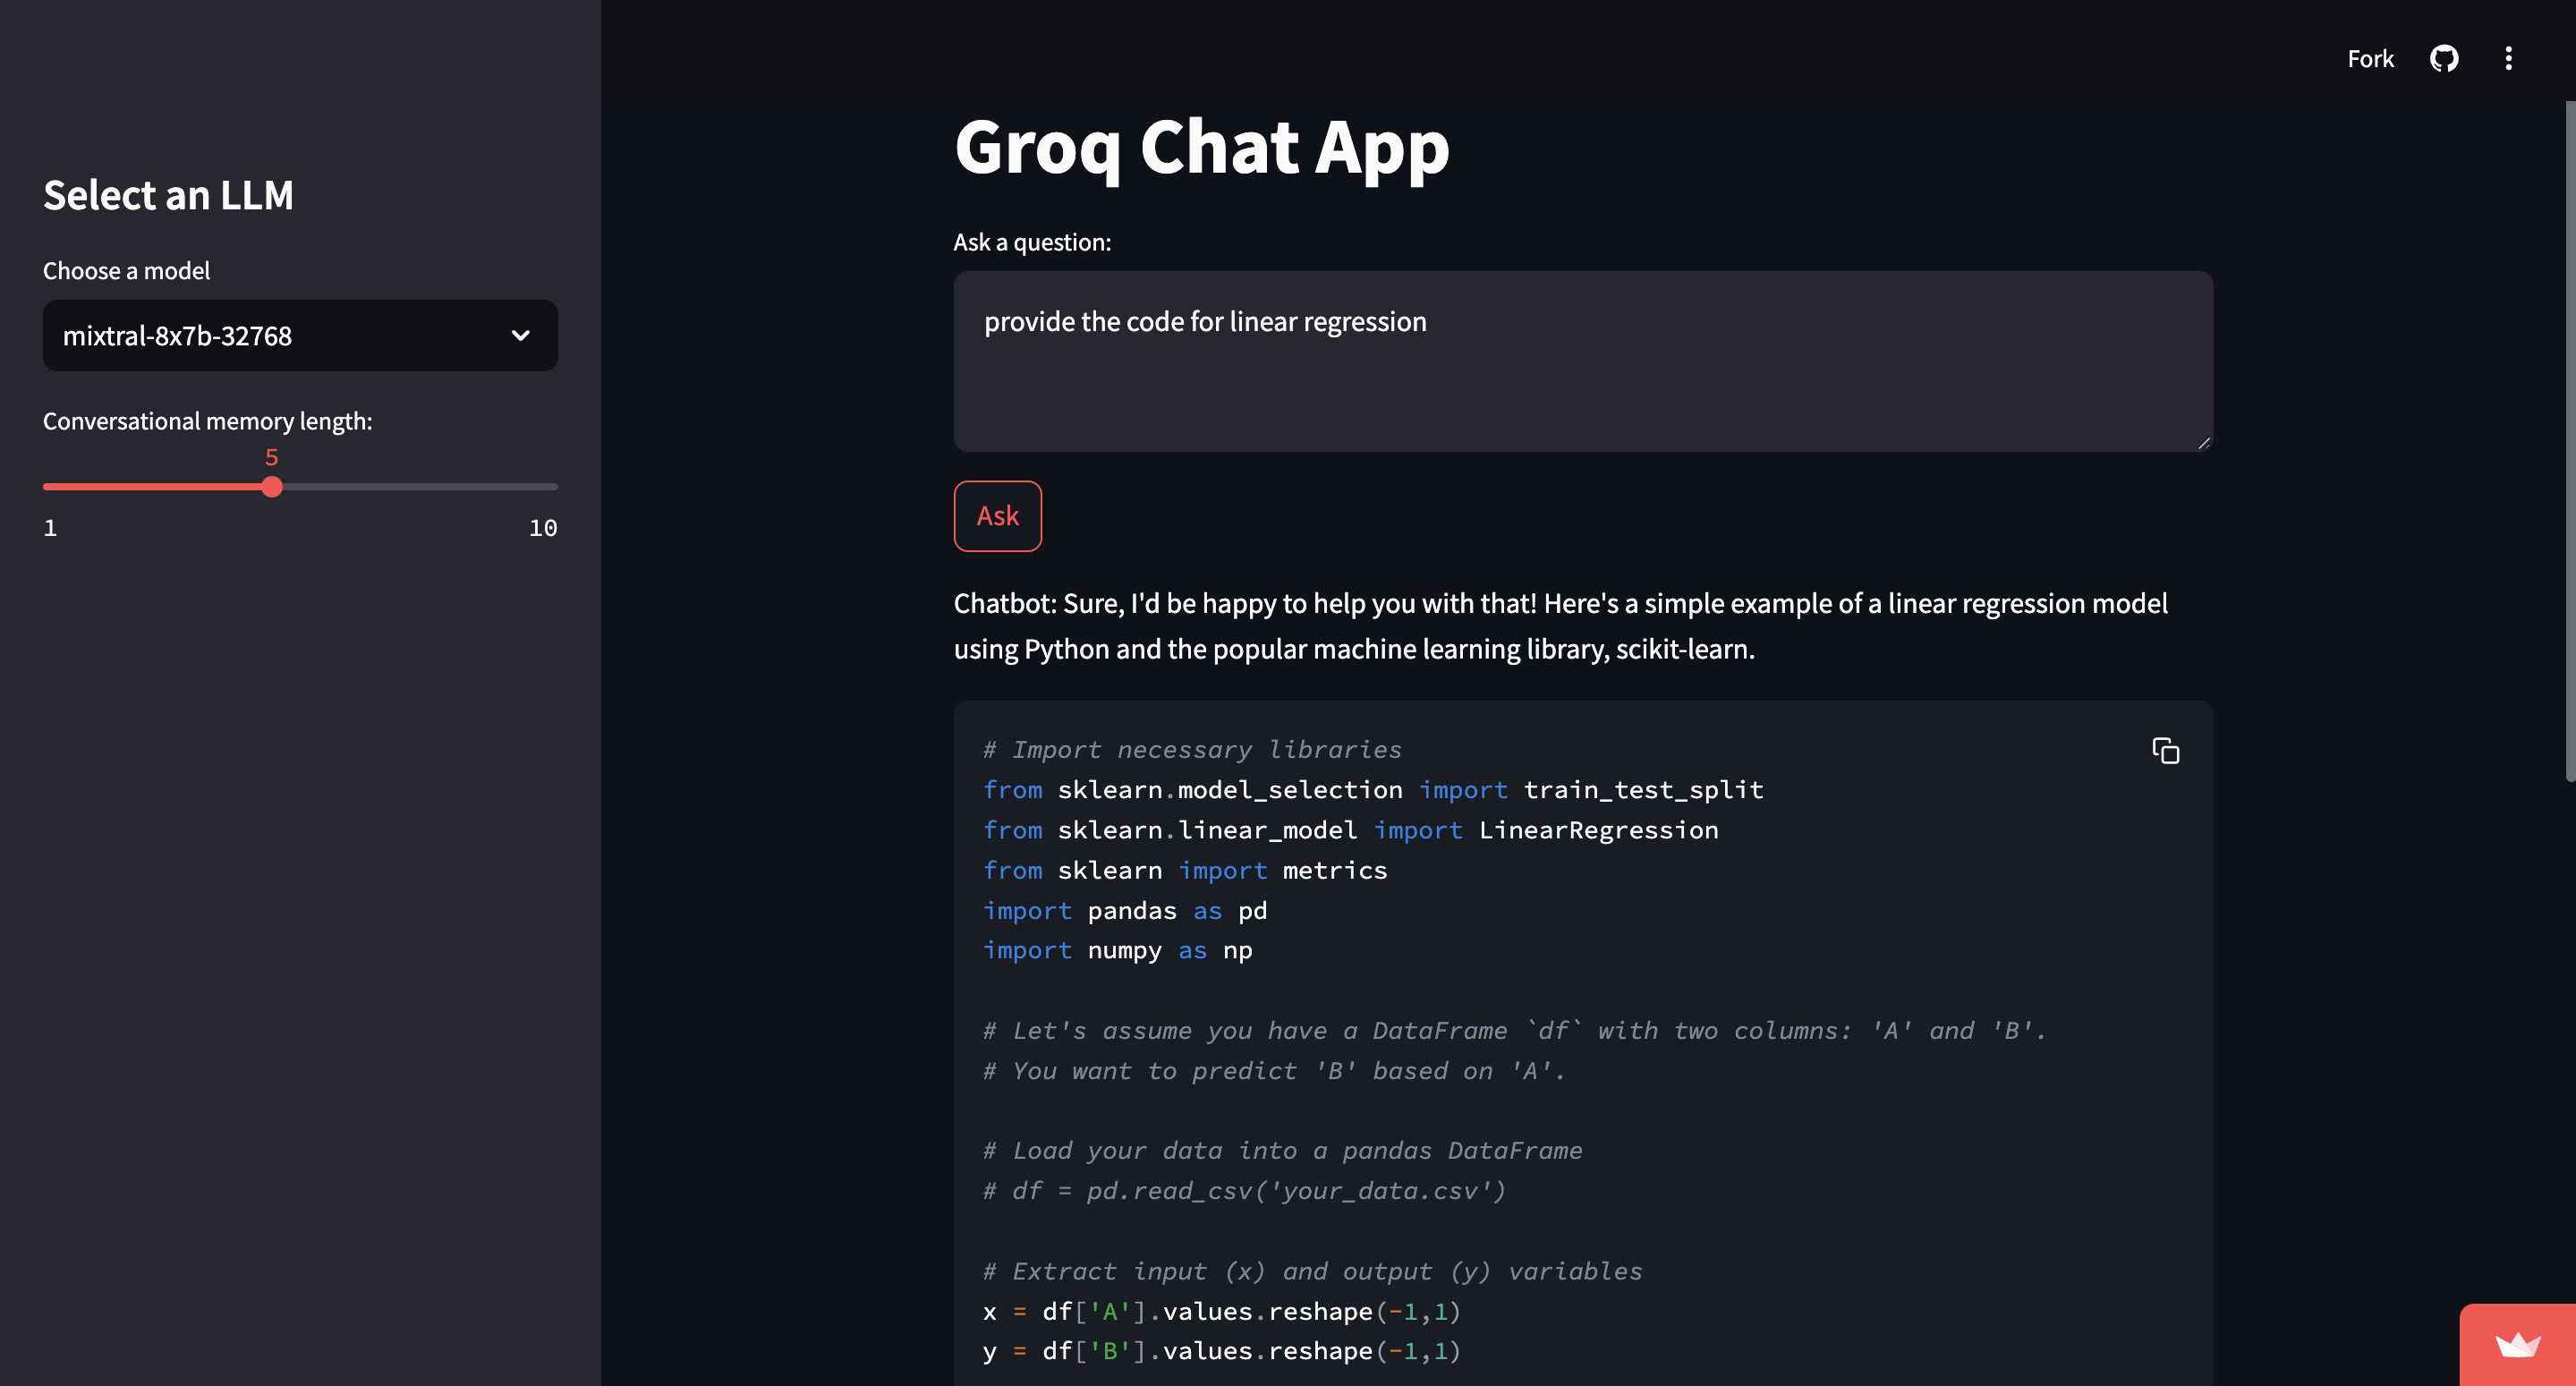 Fork
Select an LLM
Choose a model
mixtral-8x7b-32768
Conversational memory length:
5
1
10
Groq Chat App
Ask a question:
provide the code for linear regression
Ask
Chatbot: Sure, I'd be happy to help you with that! Here's a simple example of a linear regression model
using Python and the popular machine learning library, scikit-learn.
# Import necessary libraries
from sklearn.model_selection import train_test_split
from sklearn.linear_model import LinearRegression
from sklearn import metrics
import pandas as pd
import numpy as np
# Let's assume you have a DataFrame `df` with two columns: 'A' and 'B'.
# You want to predict 'B' based on 'A'.
# Load your data into a pandas DataFrame
# df = pd.read_csv('your_data.csv')
# Extract input (x) and output (y) variables
x = df['A'].values.reshape(-1,1)
y = df['B'].values.reshape(-1,1)